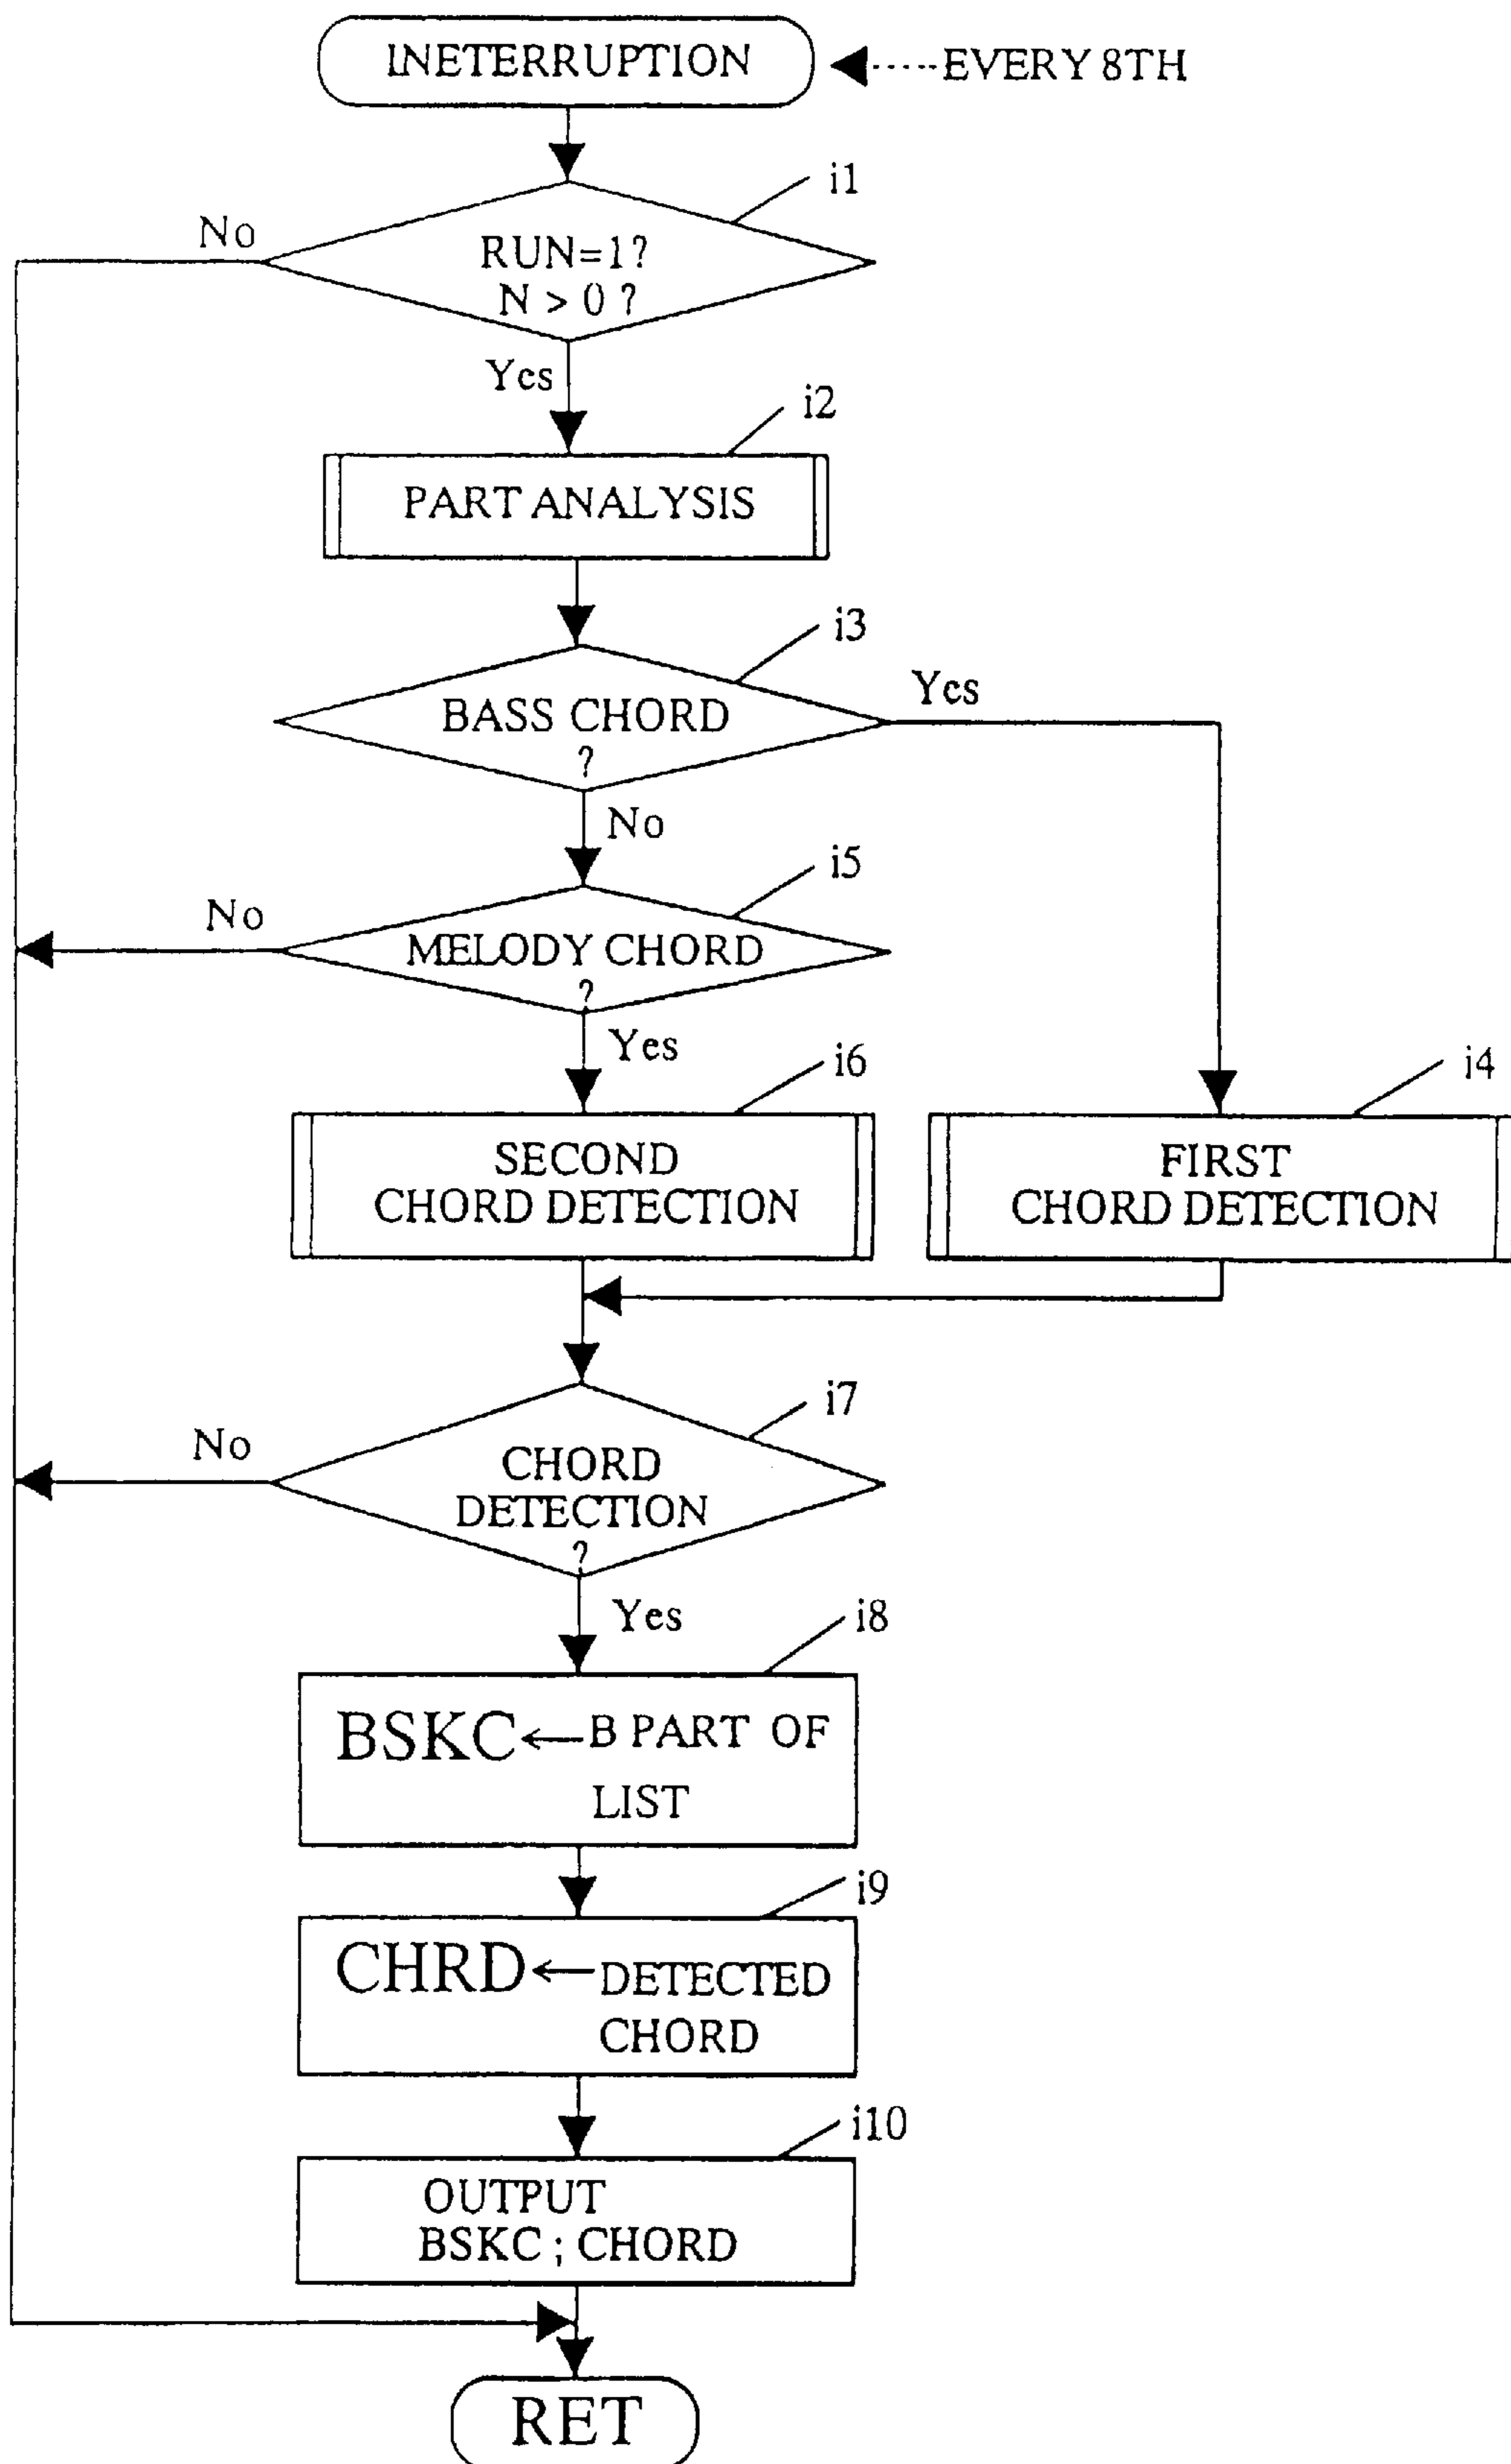 INETERRUPTION
EVERY 8TH
i1
No
RUN=1?
N > 0 ?
Yes
i2
PART ANALYSIS
i3
BASS CHORD
?
Yes
No
i5
No
MELODY CHORD
?
Yes
i6
i4
SECOND
CHORD DETECTION
FIRST
CHORD DETECTION
i7
No
CHORD
DETECTION
?
Yes
i8
BSKC ← B PART OF
LIST
i9
CHRD ← DETECTED
CHORD
i10
OUTPUT
BSKC ; CHORD
RET